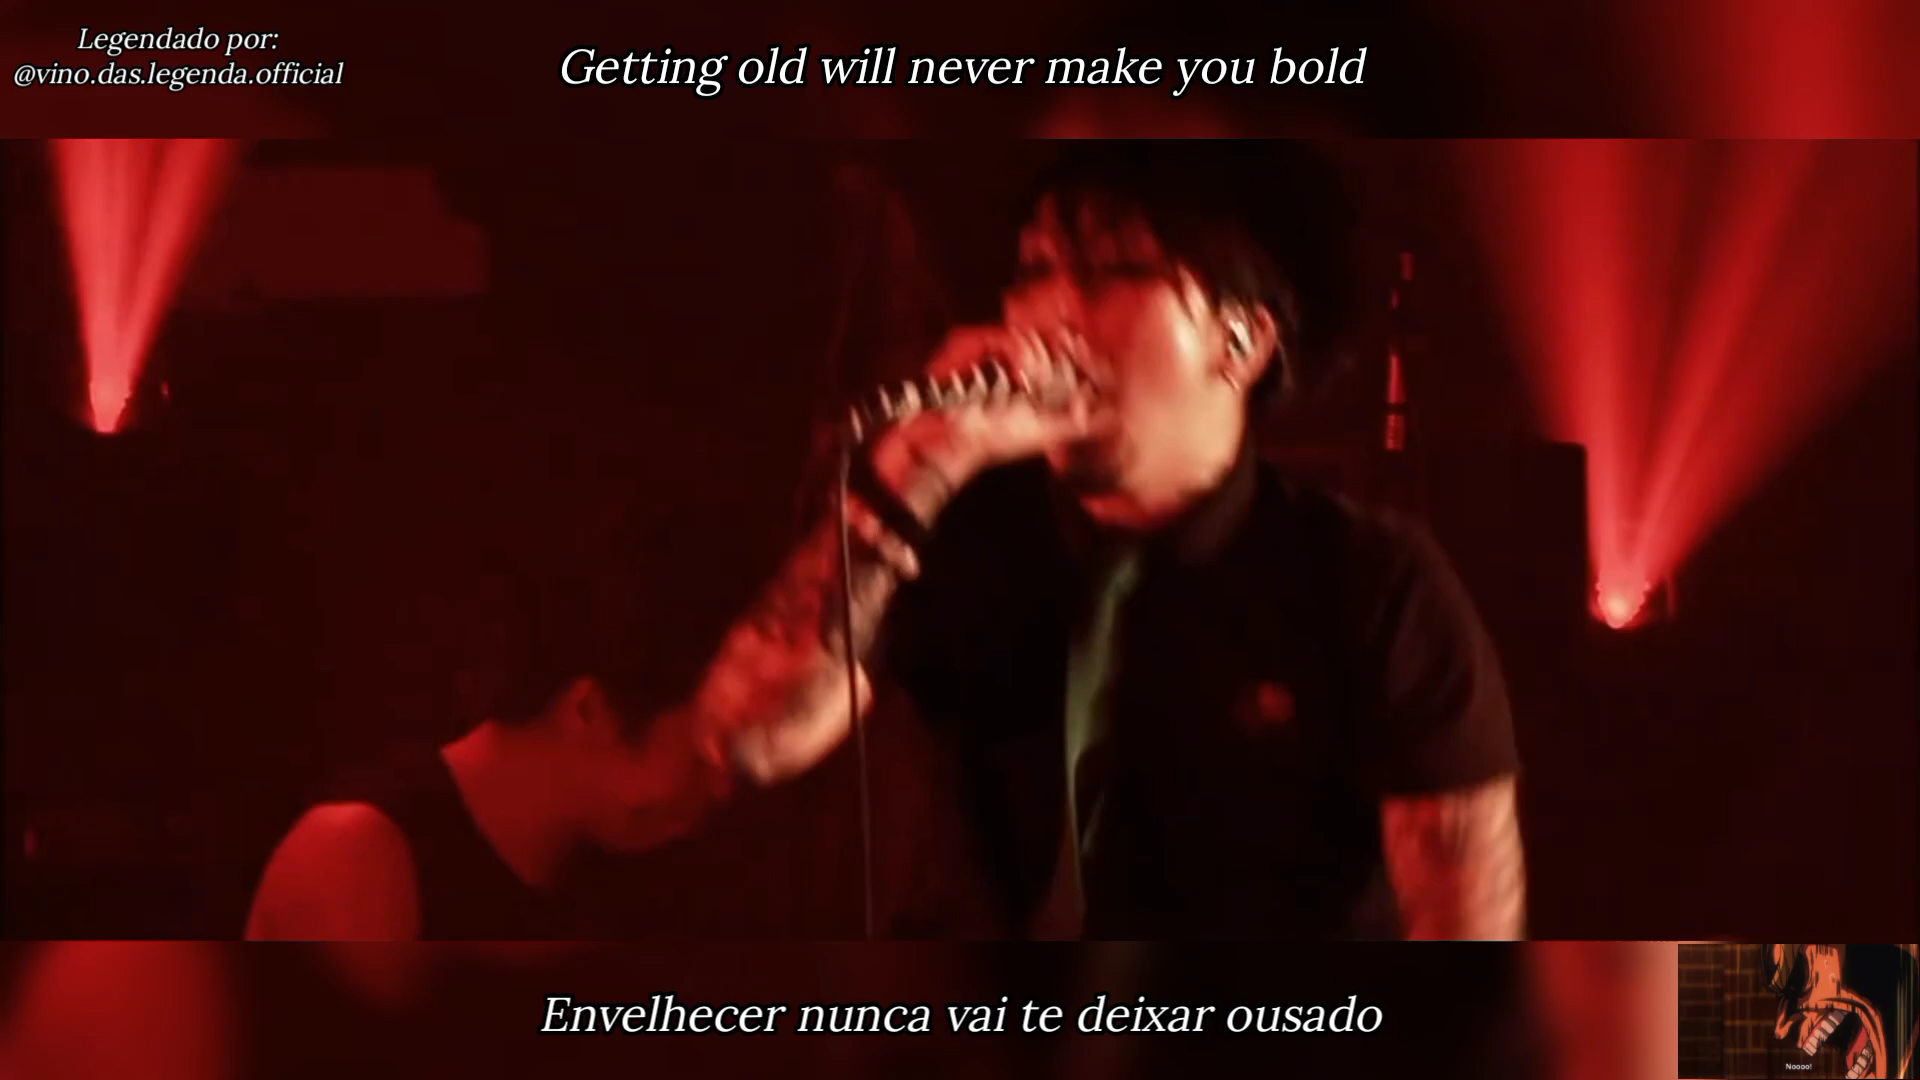 Legendado por:
@vino.das.legenda.official
Getting old will never make you bold
Envelhecer nunca vai te deixar ousado
Noooo!